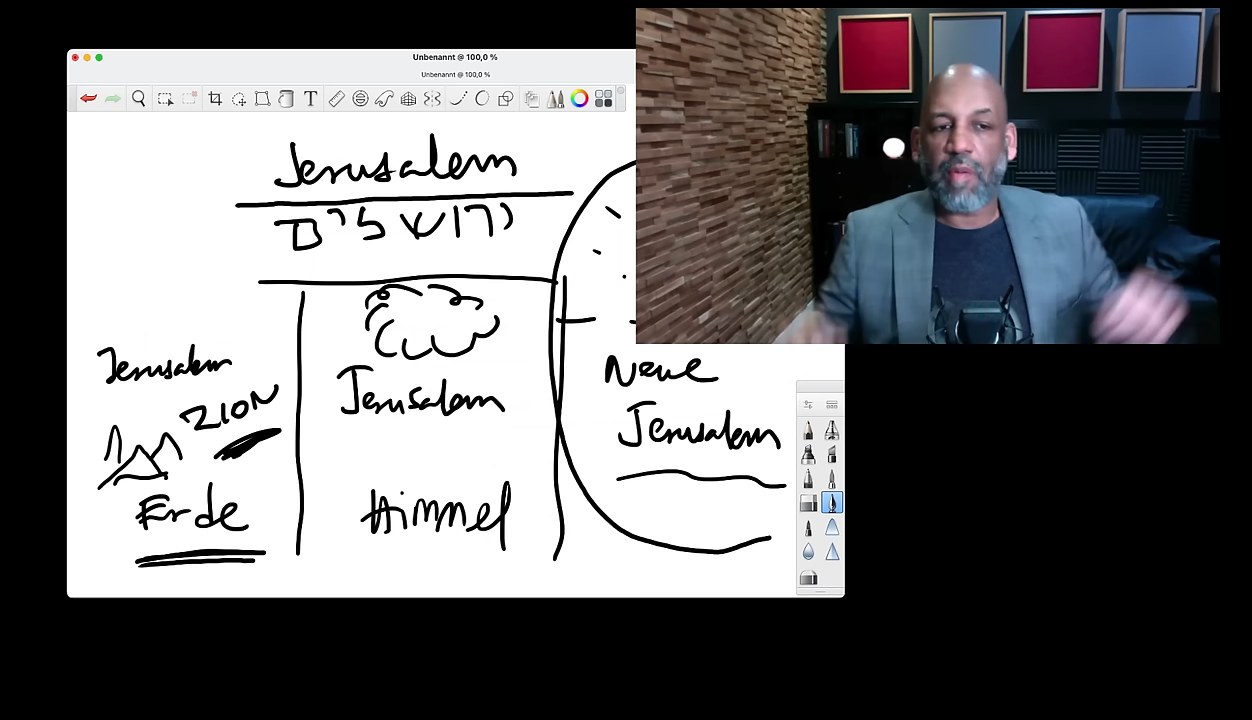 Unbenannt @ 100,0 %
Unbenannt @ 100,0 %
Jerusalem
ירושלים
Jerusalem
ZION
Erde
Jerusalem
Himmel
Neue
Jerusalem